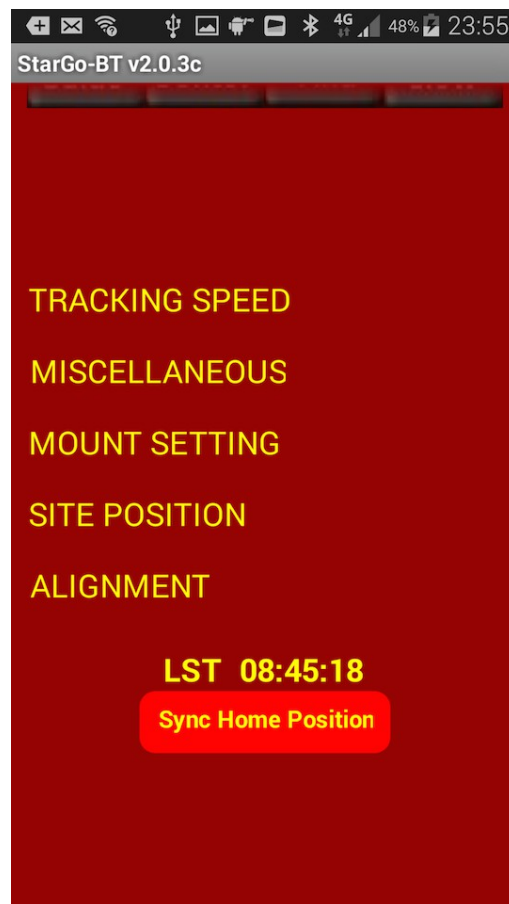 4G 48% 23:55
StarGo-BT v2.0.3c
TRACKING SPEED
MISCELLANEOUS
MOUNT SETTING
SITE POSITION
ALIGNMENT
LST 08:45:18
Sync Home Position